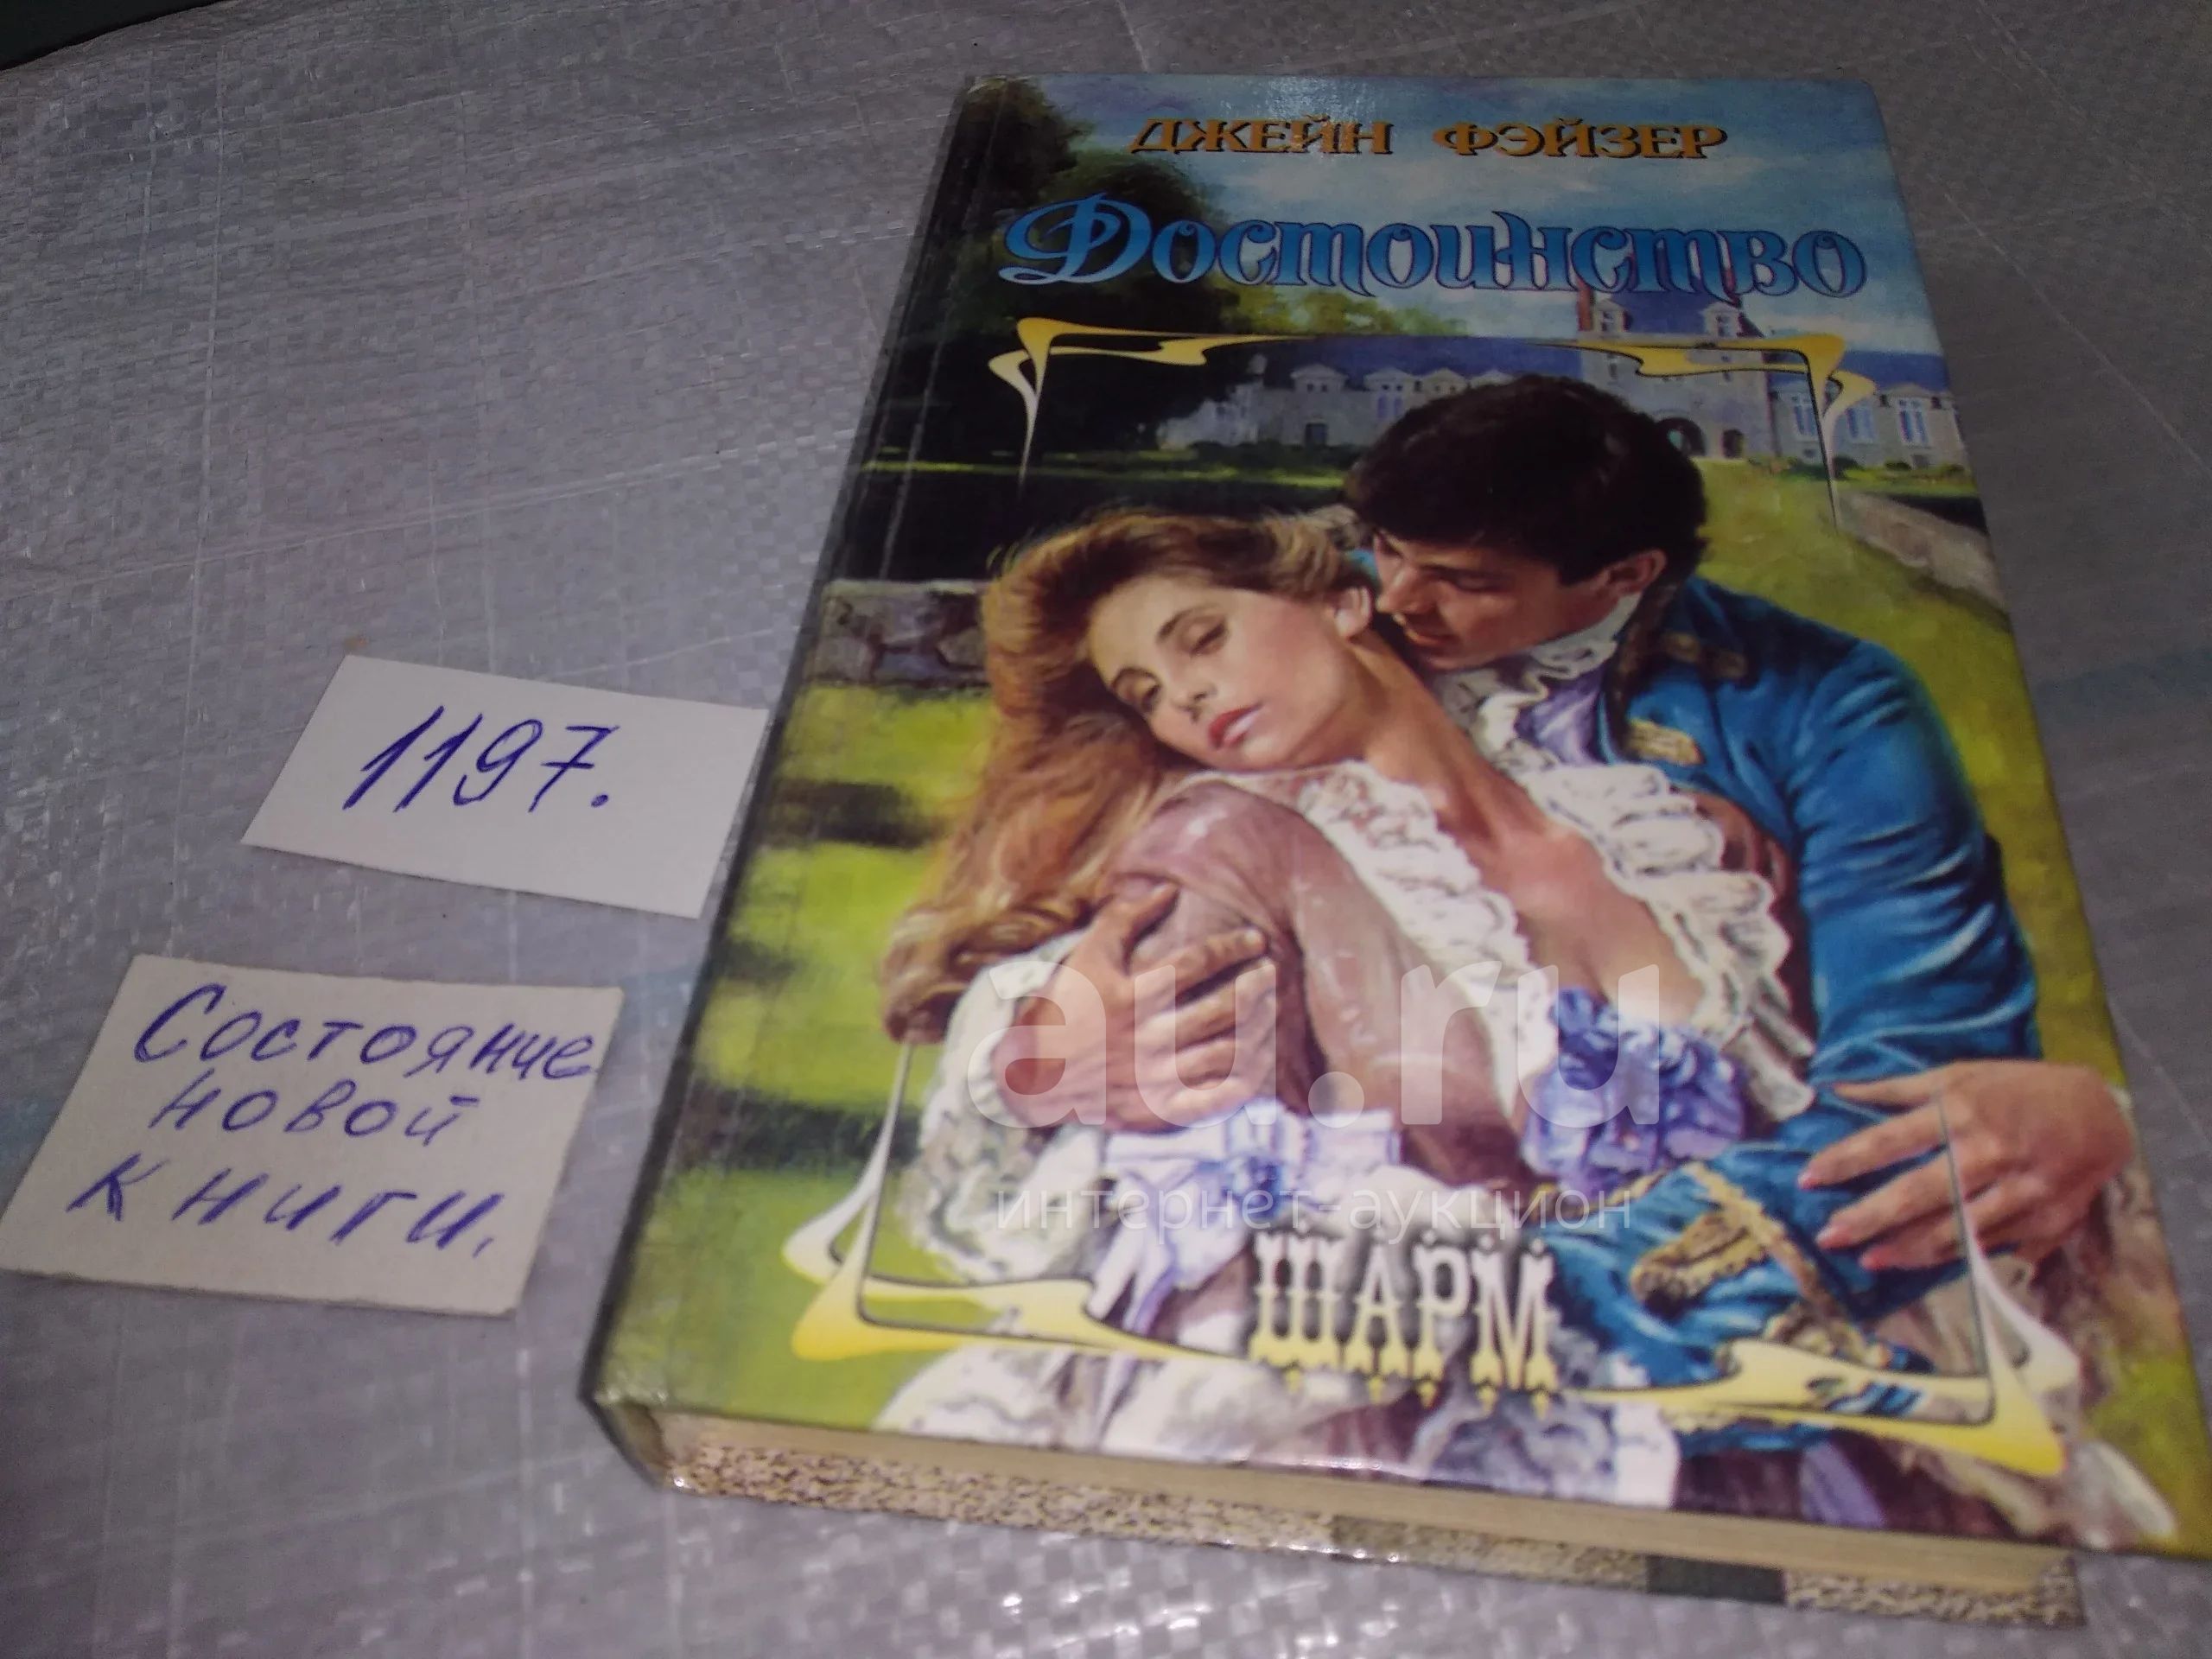 ДЖЕЙН ФЭЙЗЕР
Достоинство
1197.
Состояние
новой
книги.
au.ru
интернет-аукцион
ШАРМ